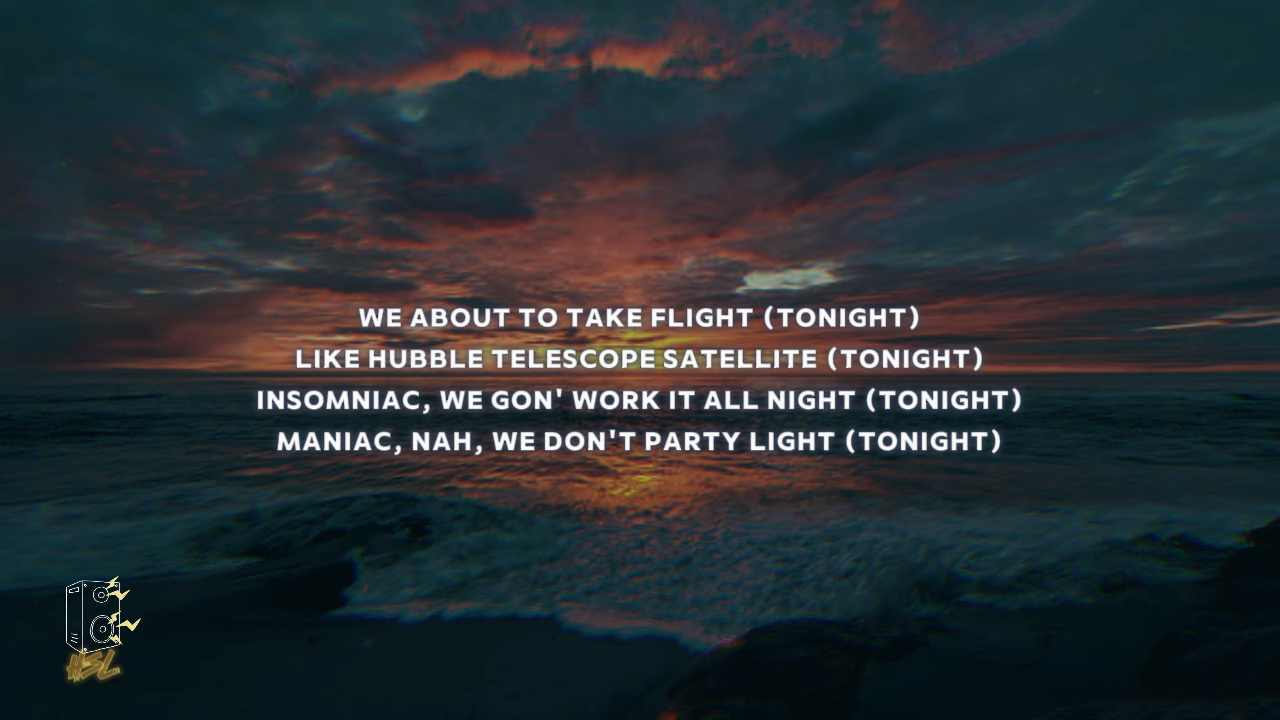 WE ABOUT TO TAKE FLIGHT (TONIGHT)
LIKE HUBBLE TELESCOPE SATELLITE (TONIGHT)
INSOMNIAC, WE GON' WORK IT ALL NIGHT (TONIGHT)
MANIAC, NAH, WE DON'T PARTY LIGHT (TONIGHT)
HSL